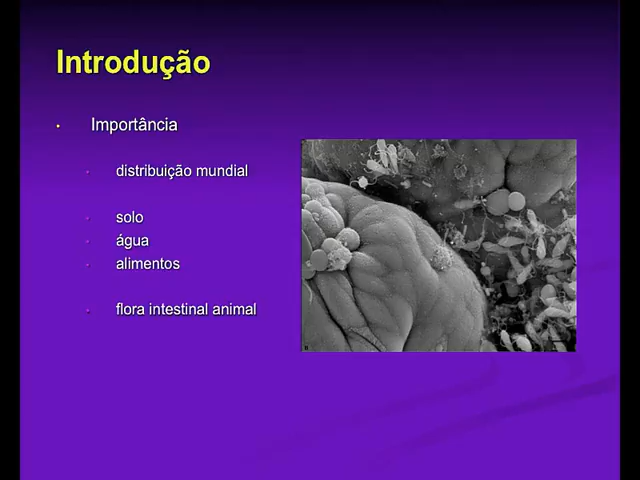 Introdução
Importância
distribuição mundial
solo
água
alimentos
flora intestinal animal